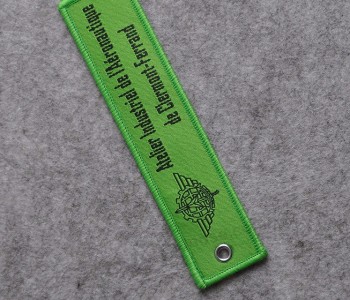 Atelier Industriel de l'Aéronautique
de Clermont-Ferrand